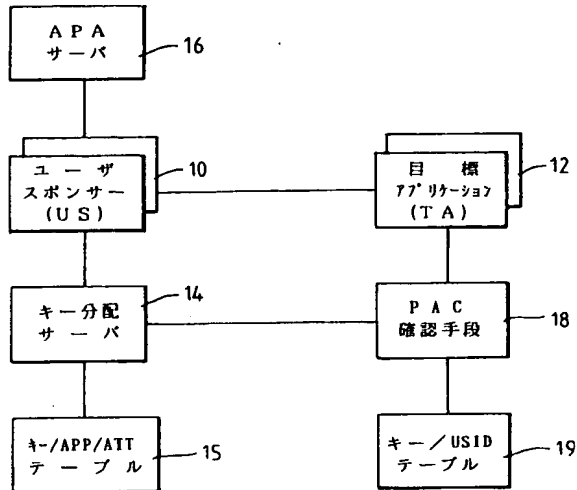 APA
サーバ
16
ユーザ
スポンサー
(US)
10
目標
アプリケーション
(TA)
12
キー分配
サーバ
14
PAC
確認手段
18
キー/APP/ATT
テーブル
15
キー/USID
テーブル
19